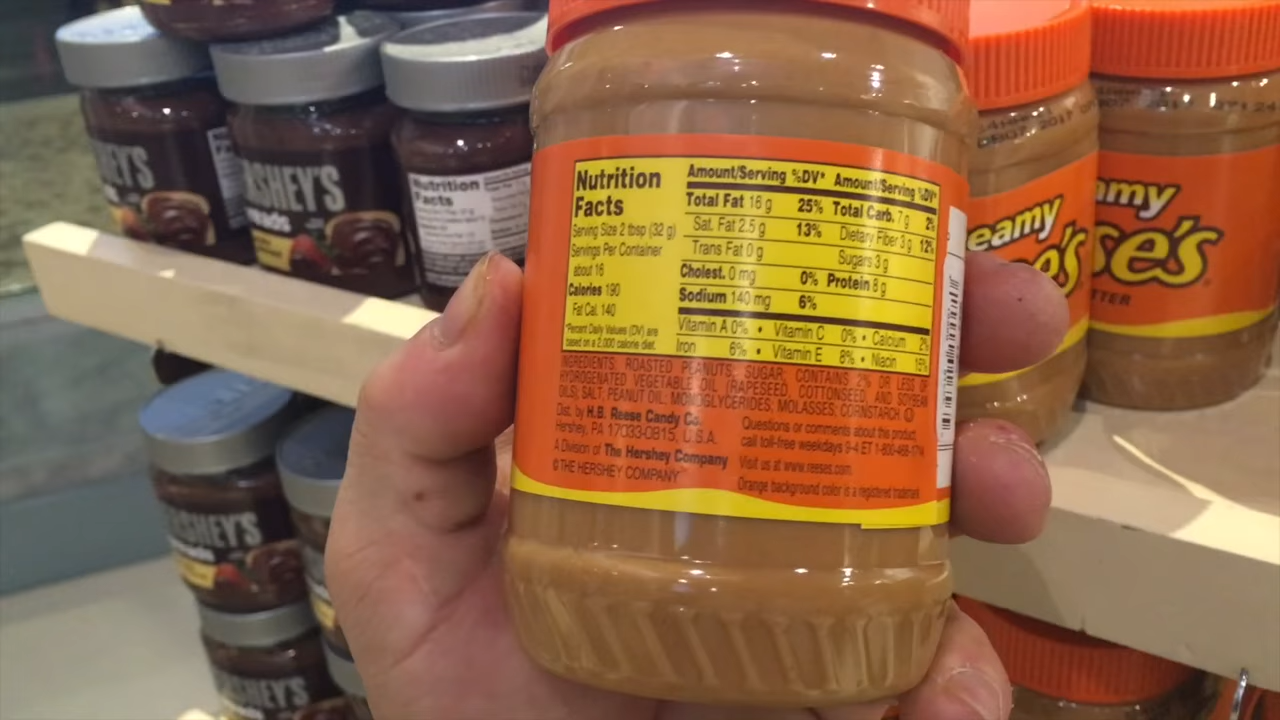 Nutrition
Facts
Serving Size 2 tbsp (32 g)
Servings Per Container
about 16
Calories 190
Fat Cal. 140
*Percent Daily Values (DV) are
based on a 2,000 calorie diet.
Amount/Serving %DV* Amount/Serving %DV*
Total Fat 16 g 25% Total Carb. 7 g 2%
Sat. Fat 2.5 g 13% Dietary Fiber 3 g 12%
Trans Fat 0 g Sugars 3 g
Cholest. 0 mg 0% Protein 8 g
Sodium 140 mg 6%
Vitamin A 0% • Vitamin C 0% • Calcium 2%
Iron 6% • Vitamin E 8% • Niacin 15%
INGREDIENTS: ROASTED PEANUTS; SUGAR; CONTAINS 2% OR LESS OF:
HYDROGENATED VEGETABLE OIL (RAPESEED, COTTONSEED, AND SOYBEAN
OILS); SALT; PEANUT OIL; MONOGLYCERIDES; MOLASSES; CORNSTARCH
Dist. by H.B. Reese Candy Co.
Hershey, PA 17033-0815, U.S.A.
A Division of The Hershey Company
© THE HERSHEY COMPANY
Questions or comments about this product,
call toll-free weekdays 9-4 ET
Visit us at www.reeses.com
Orange background color is a registered trademark
HEY'S
RSHEY'S
Nutrition
Facts
eamy
e's
amy
se's
TTER
2017
24
RSHEY'S
HEY'S